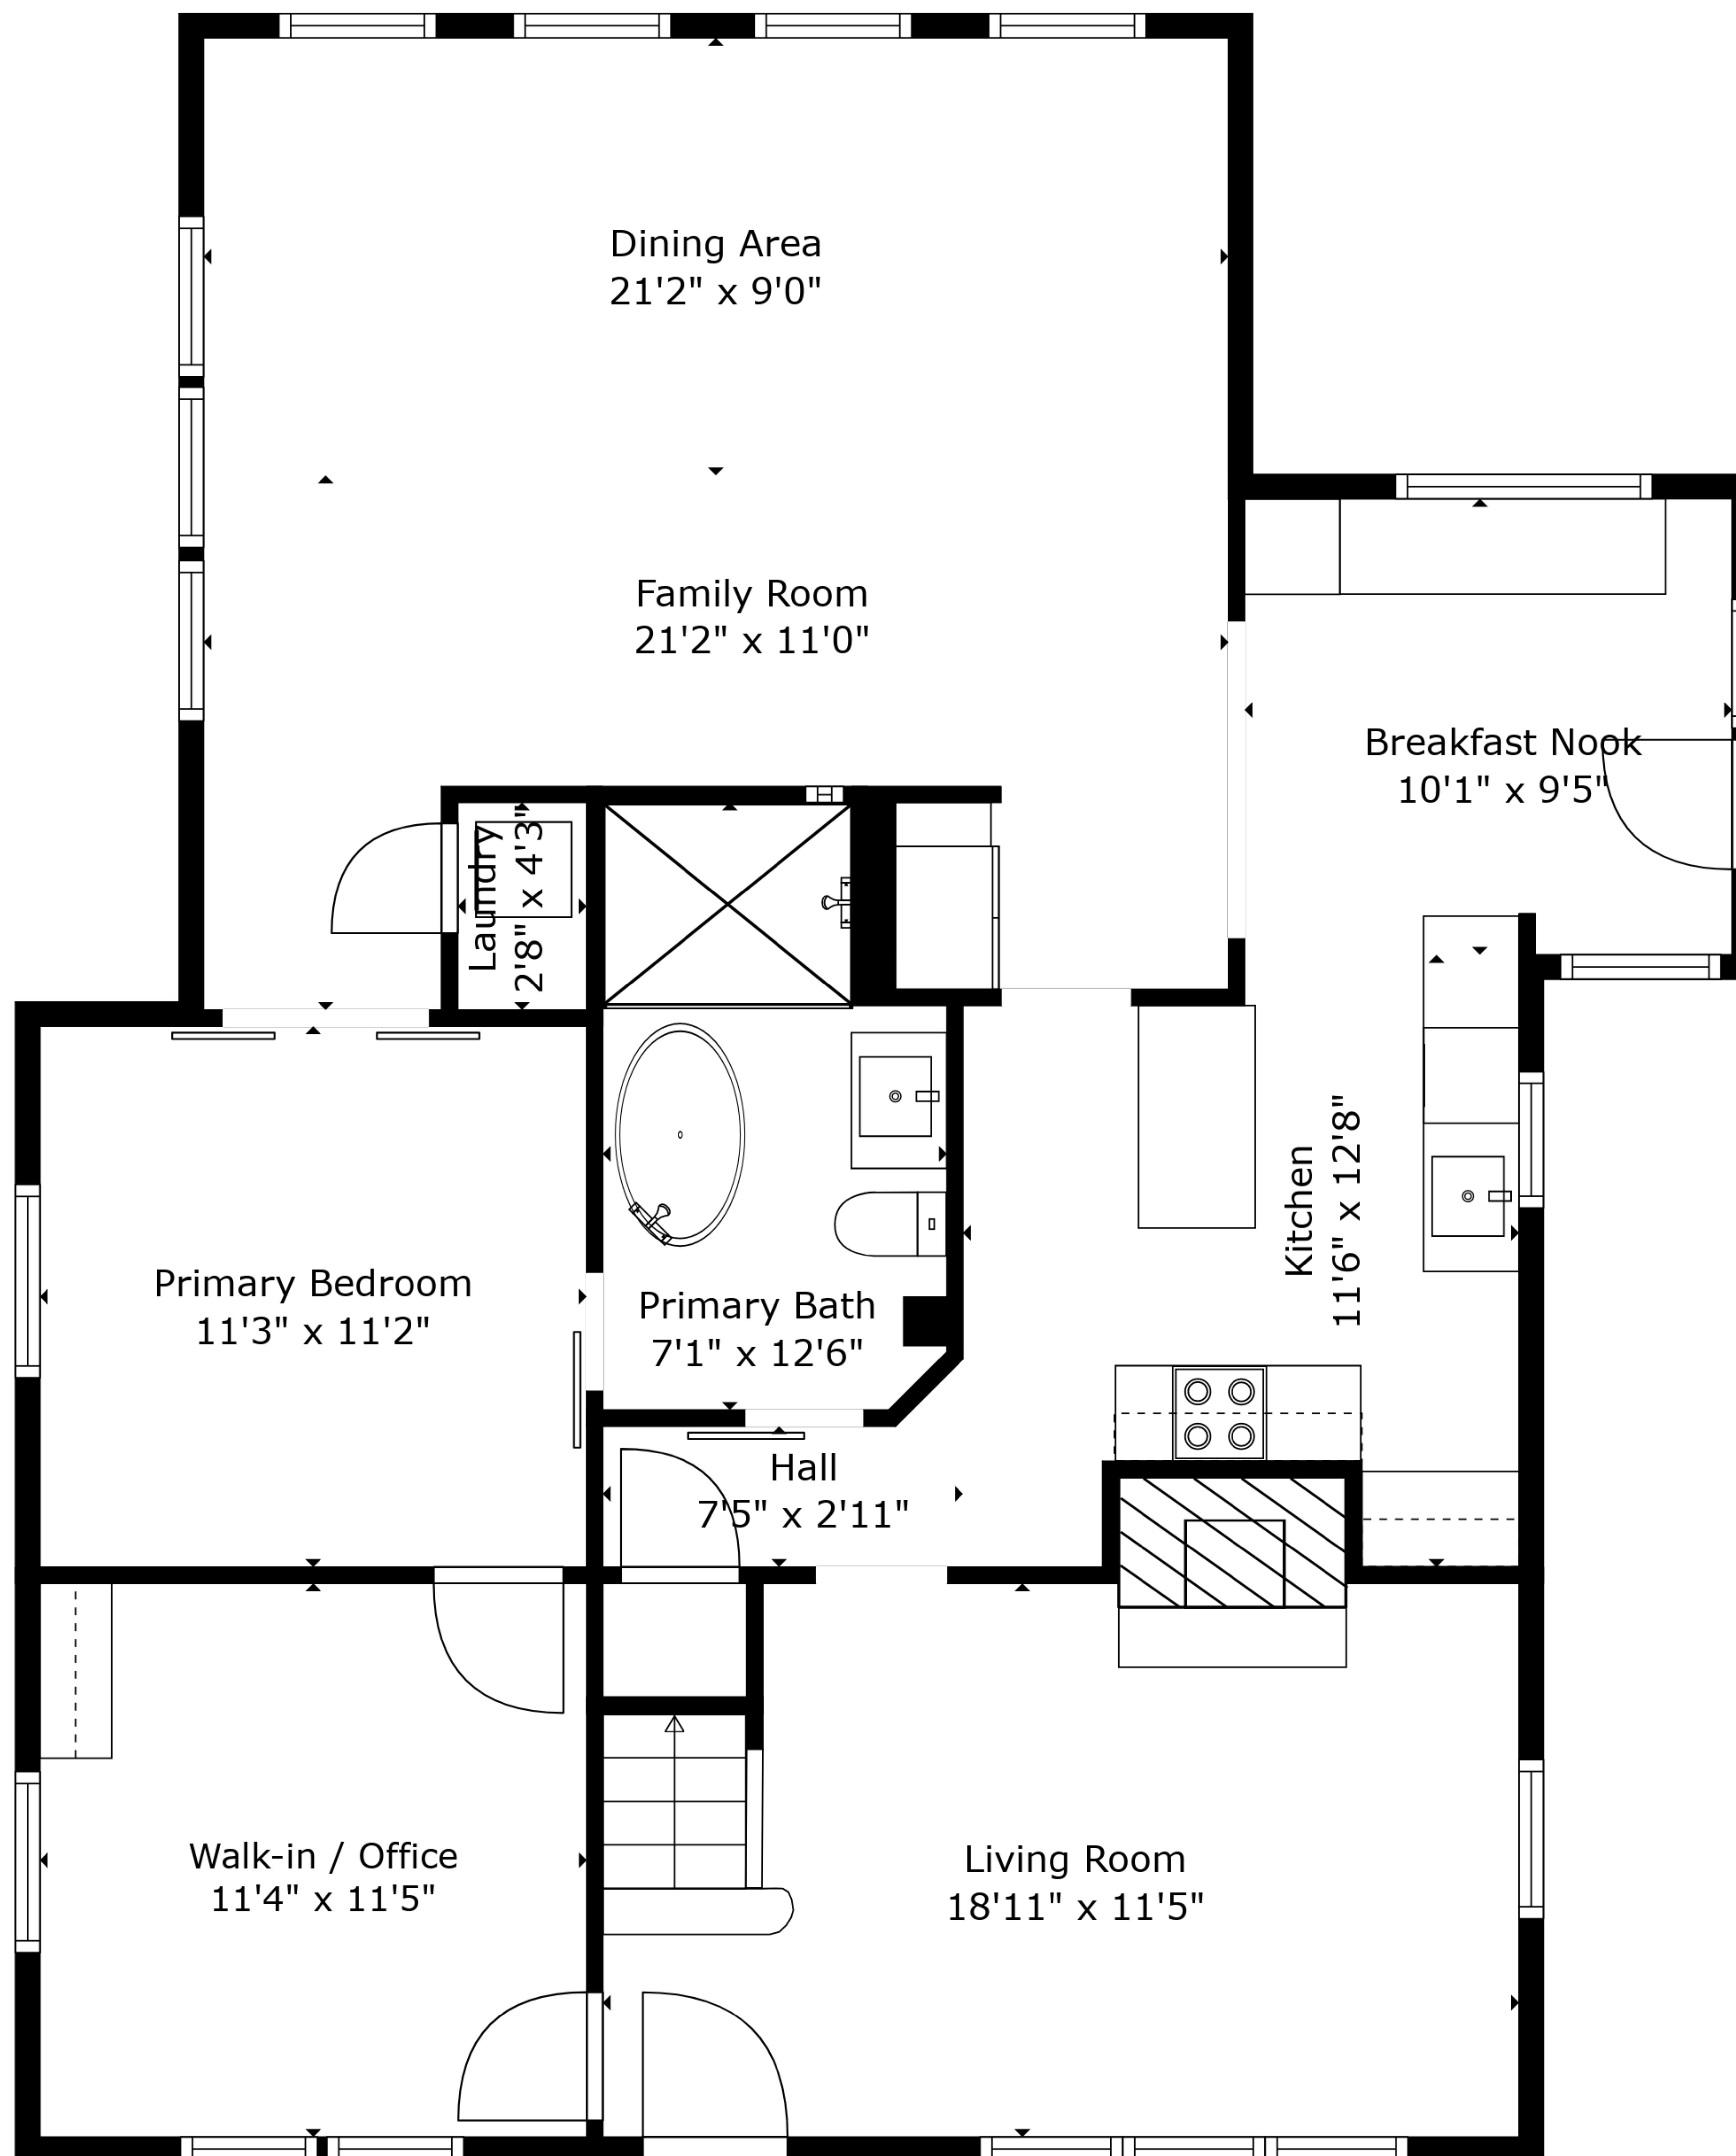 Dining Area
21'2" x 9'0"
Family Room
21'2" x 11'0"
Breakfast Nook
10'1" x 9'5"
Laundry
2'8" x 4'3"
Kitchen
11'6" x 12'8"
Primary Bedroom
11'3" x 11'2"
Primary Bath
7'1" x 12'6"
Hall
7'5" x 2'11"
Walk-in / Office
11'4" x 11'5"
Living Room
18'11" x 11'5"